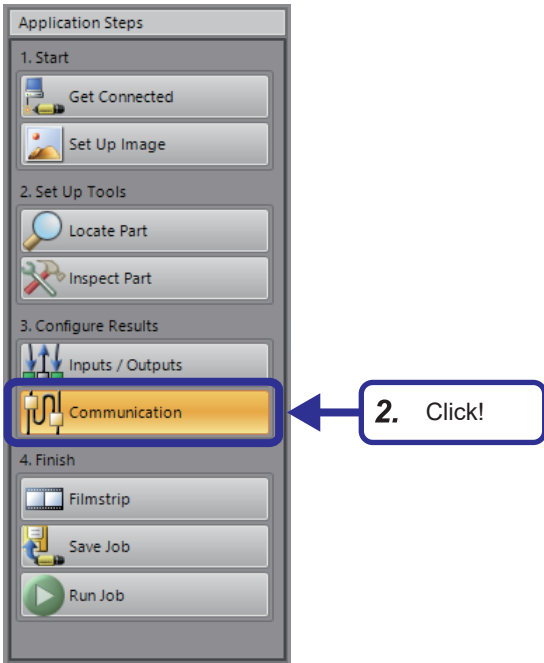 Application Steps
1. Start
Get Connected
Set Up Image
2. Set Up Tools
Locate Part
Inspect Part
3. Configure Results
Inputs / Outputs
Communication
2. Click!
4. Finish
Filmstrip
Save Job
Run Job